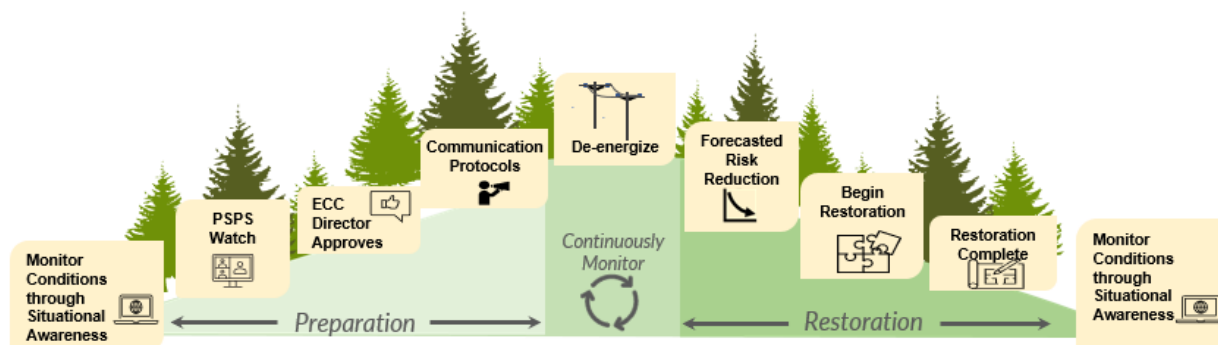 Monitor
Conditions
through
Situational
Awareness
PSPS
Watch
ECC
Director
Approves
Communication
Protocols
De-energize
Forecasted
Risk
Reduction
Begin
Restoration
Restoration
Complete
Monitor
Conditions
through
Situational
Awareness
Continuously
Monitor
Preparation
Restoration